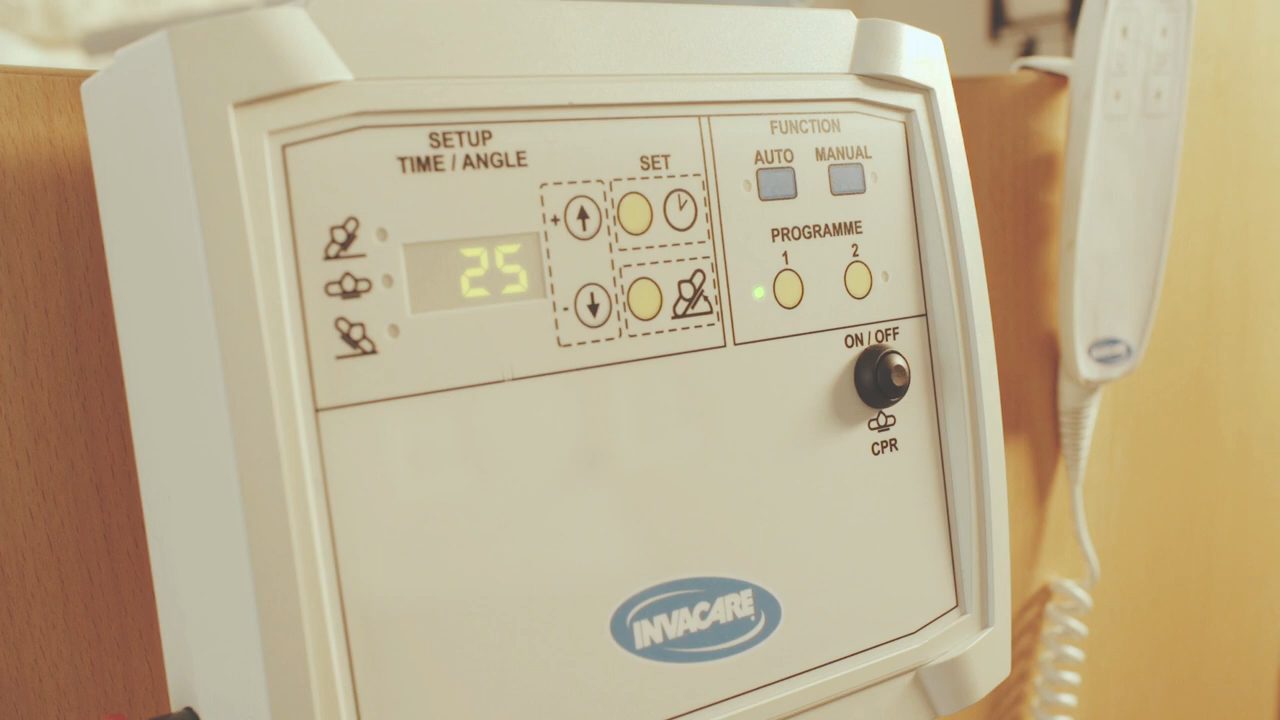 SETUP
TIME / ANGLE
SET
+
25
-
FUNCTION
AUTO MANUAL
PROGRAMME
1 2
ON / OFF
CPR
INVACARE